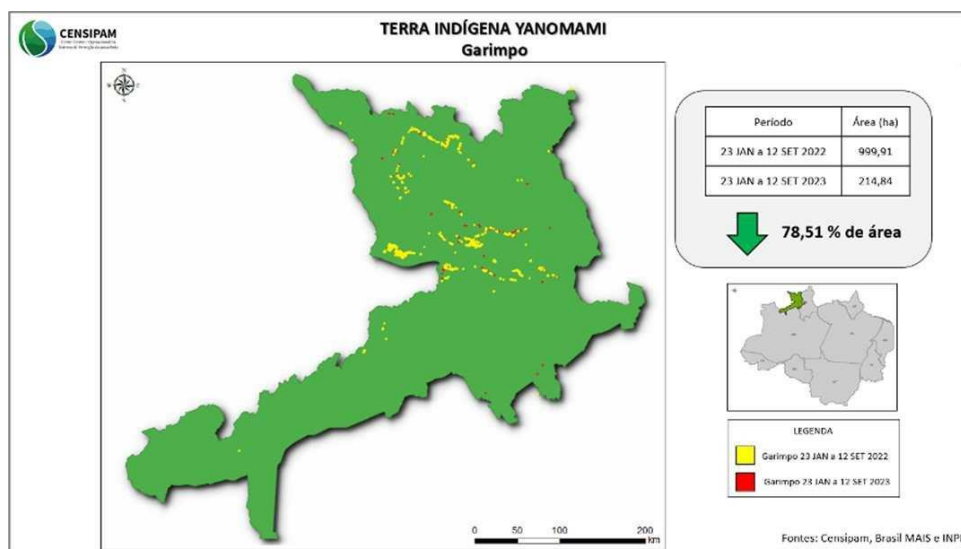 CENSIPAM
TERRA INDÍGENA YANOMAMI
Garimpo
Período Área (ha)
23 JAN a 12 SET 2022 999,91
23 JAN a 12 SET 2023 214,84
78,51 % de área
LEGENDA
Garimpo 23 JAN a 12 SET 2022
Garimpo 23 JAN a 12 SET 2023
0 50 100 200
km
Fontes: Censipam, Brasil MAIS e INP